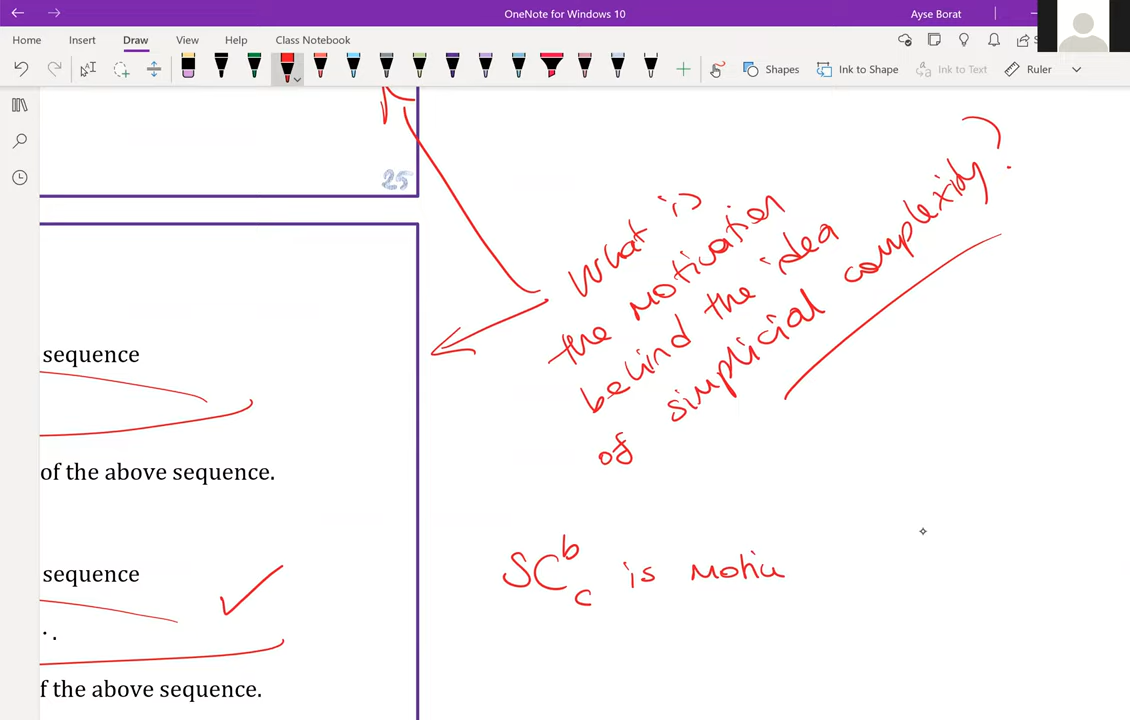 OneNote for Windows 10
Ayse Borat
Home Insert Draw View Help Class Notebook
Shapes Ink to Shape Ink to Text Ruler
25
What is
the motivation
behind the idea
of simplicial complexity?
sequence
of the above sequence.
SC b c is motiv
sequence
. .
f the above sequence.